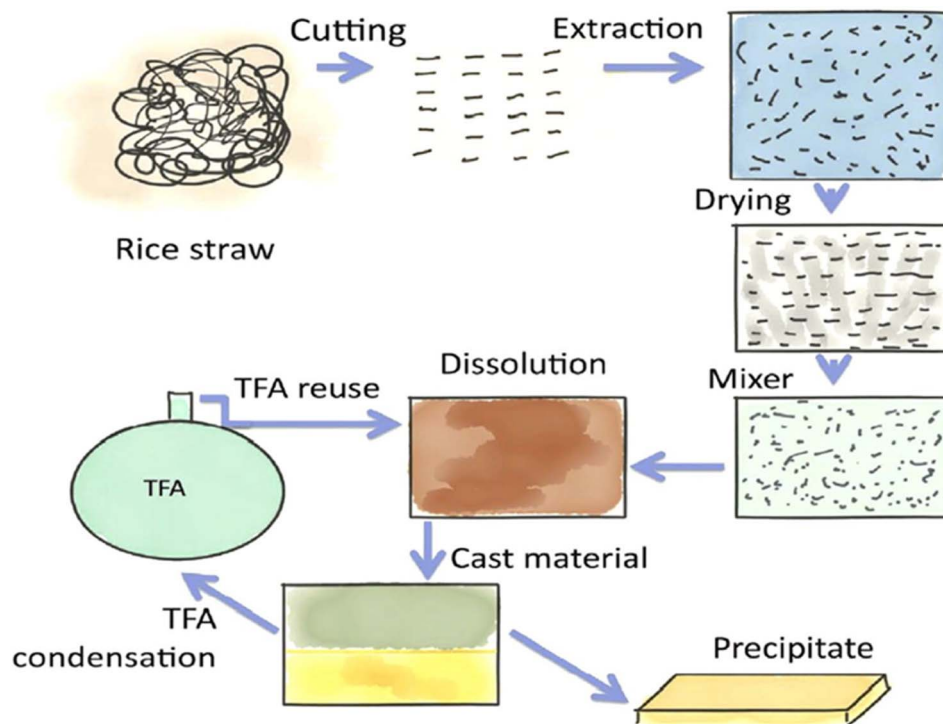 Cutting
Extraction
Rice straw
Drying
Mixer
Dissolution
TFA reuse
TFA
Cast material
TFA
condensation
Precipitate